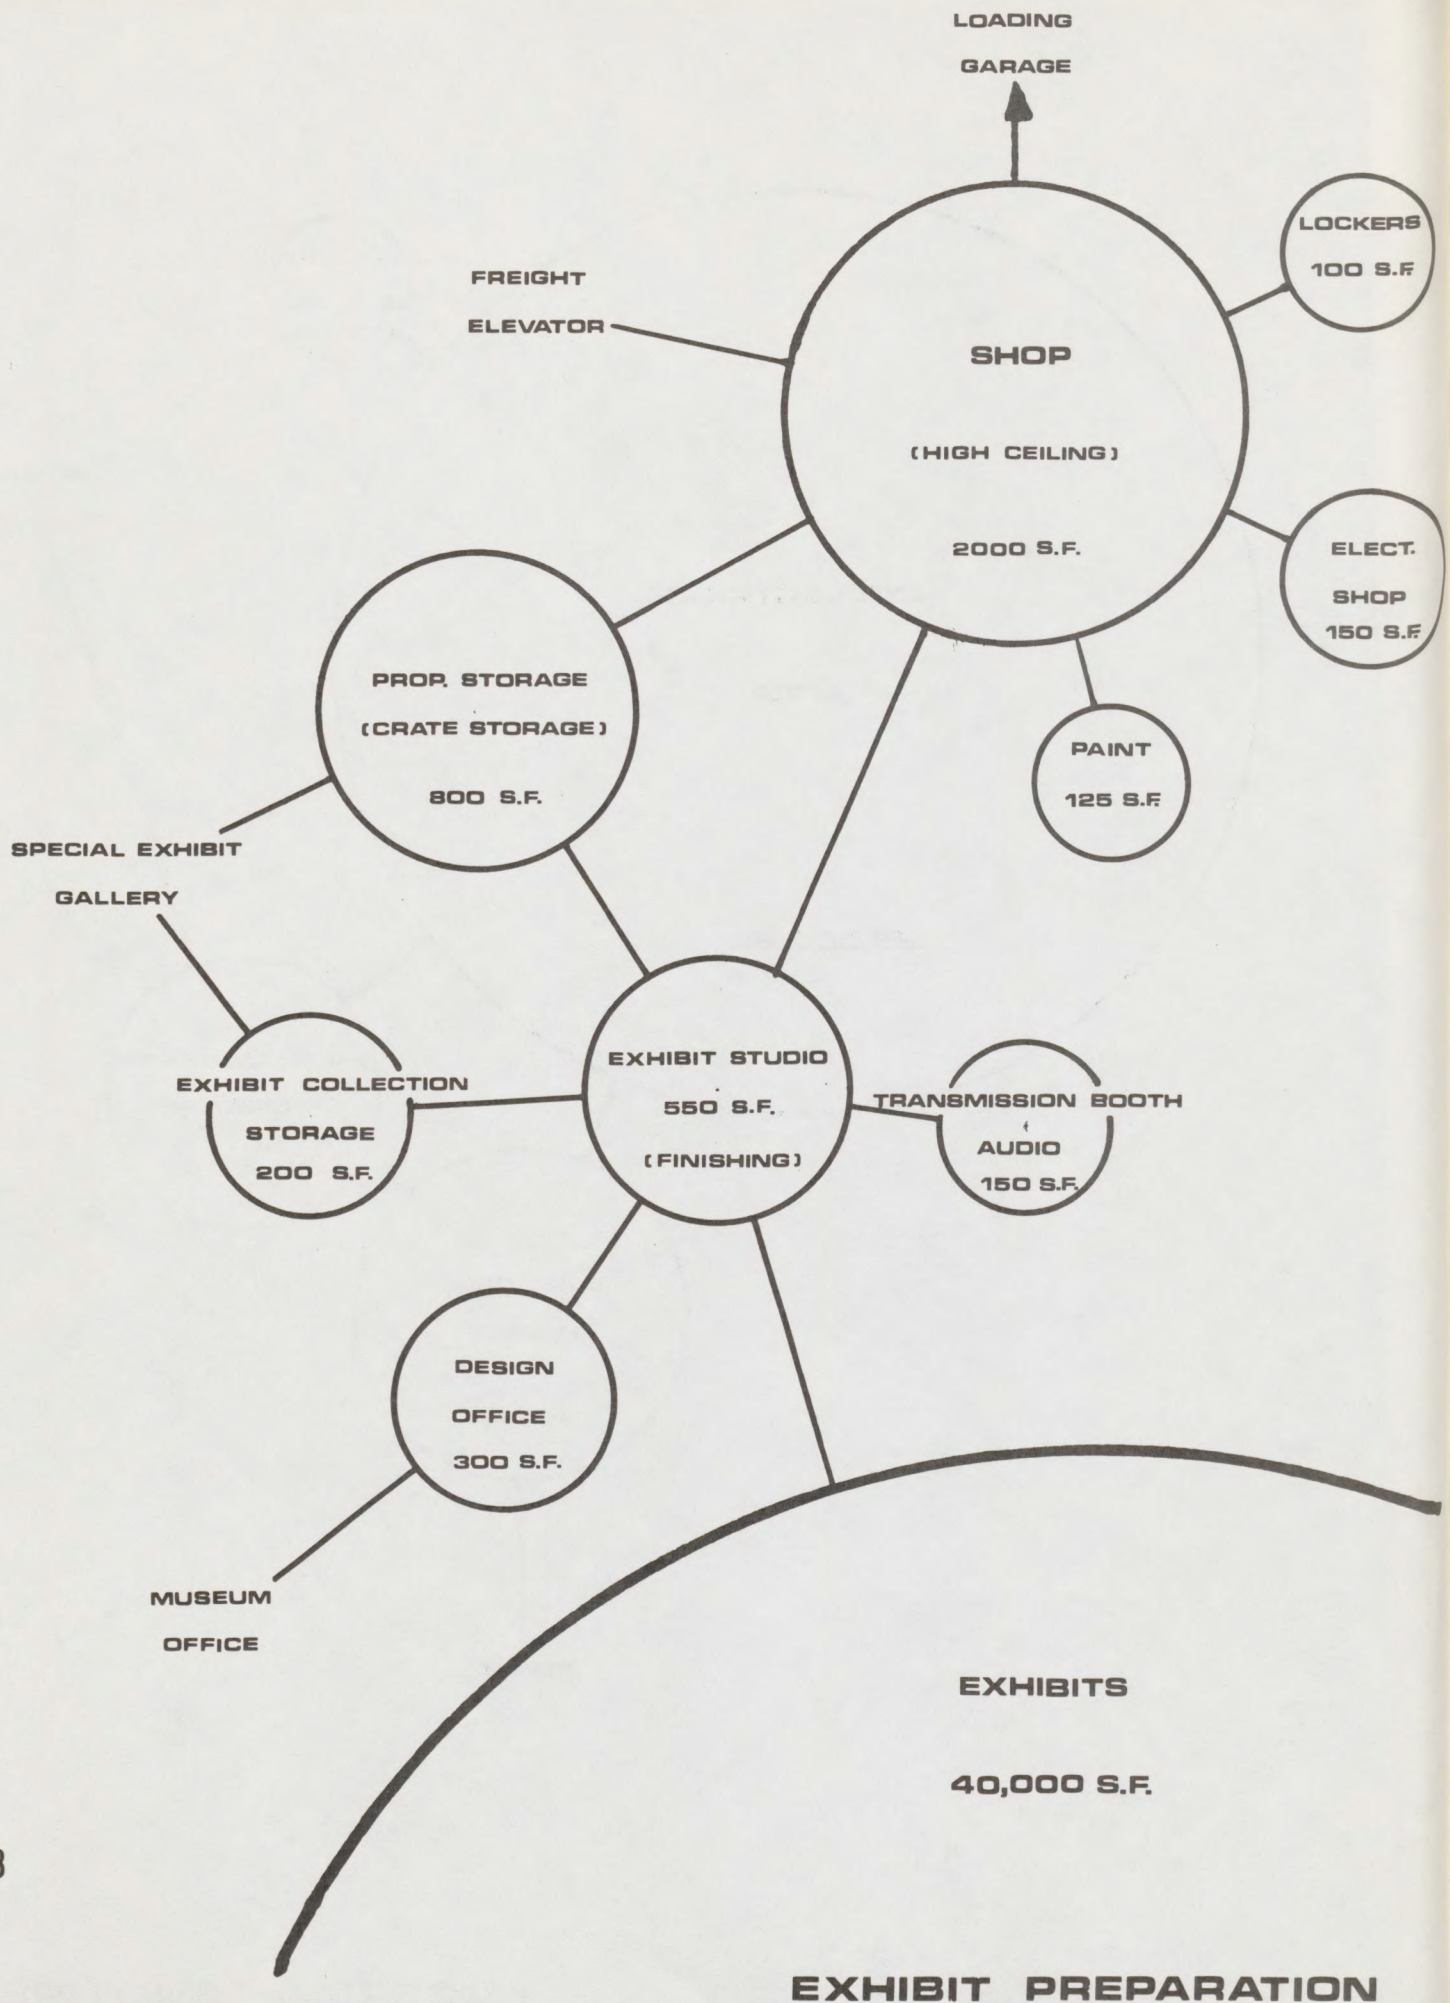 LOADING
GARAGE
LOCKERS
100 S.F.
FREIGHT
ELEVATOR
SHOP
(HIGH CEILING)
2000 S.F.
ELECT.
SHOP
150 S.F.
PROP. STORAGE
(CRATE STORAGE)
800 S.F.
PAINT
125 S.F.
SPECIAL EXHIBIT
GALLERY
EXHIBIT COLLECTION
STORAGE
200 S.F.
EXHIBIT STUDIO
550 S.F.
(FINISHING)
TRANSMISSION BOOTH
AUDIO
150 S.F.
DESIGN
OFFICE
300 S.F.
MUSEUM
OFFICE
EXHIBITS
40,000 S.F.
EXHIBIT PREPARATION